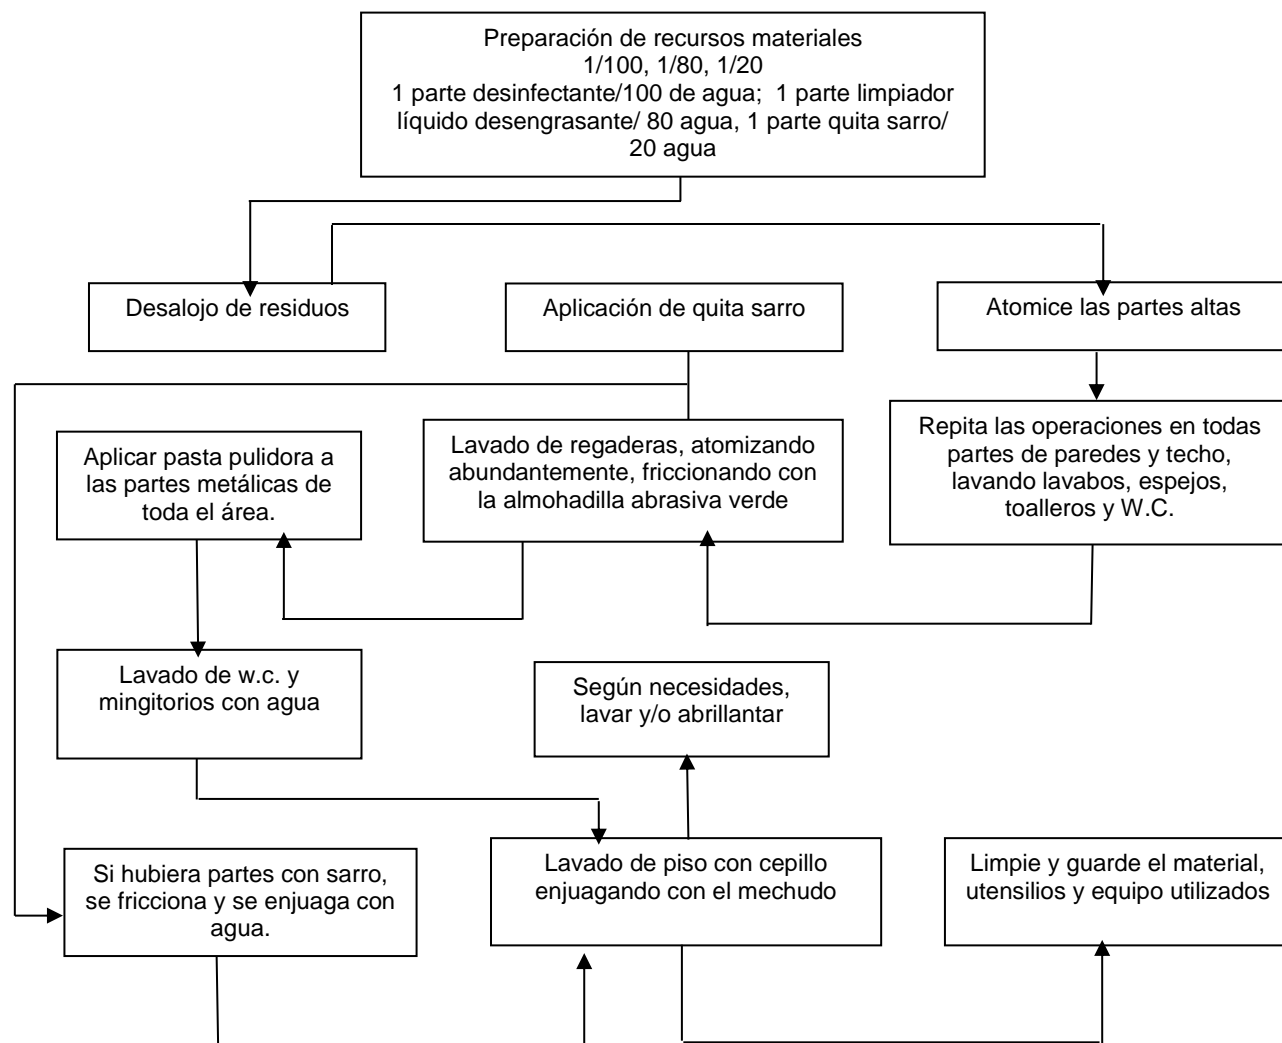 Preparación de recursos materiales
1/100, 1/80, 1/20
1 parte desinfectante/100 de agua; 1 parte limpiador
líquido desengrasante/ 80 agua, 1 parte quita sarro/
20 agua
Desalojo de residuos
Aplicación de quita sarro
Atomice las partes altas
Aplicar pasta pulidora a
las partes metálicas de
toda el área.
Lavado de regaderas, atomizando
abundantemente, friccionando con
la almohadilla abrasiva verde
Repita las operaciones en todas
partes de paredes y techo,
lavando lavabos, espejos,
toalleros y W.C.
Lavado de w.c. y
mingitorios con agua
Según necesidades,
lavar y/o abrillantar
Si hubiera partes con sarro,
se fricciona y se enjuaga con
agua.
Lavado de piso con cepillo
enjuagando con el mechudo
Limpie y guarde el material,
utensilios y equipo utilizados